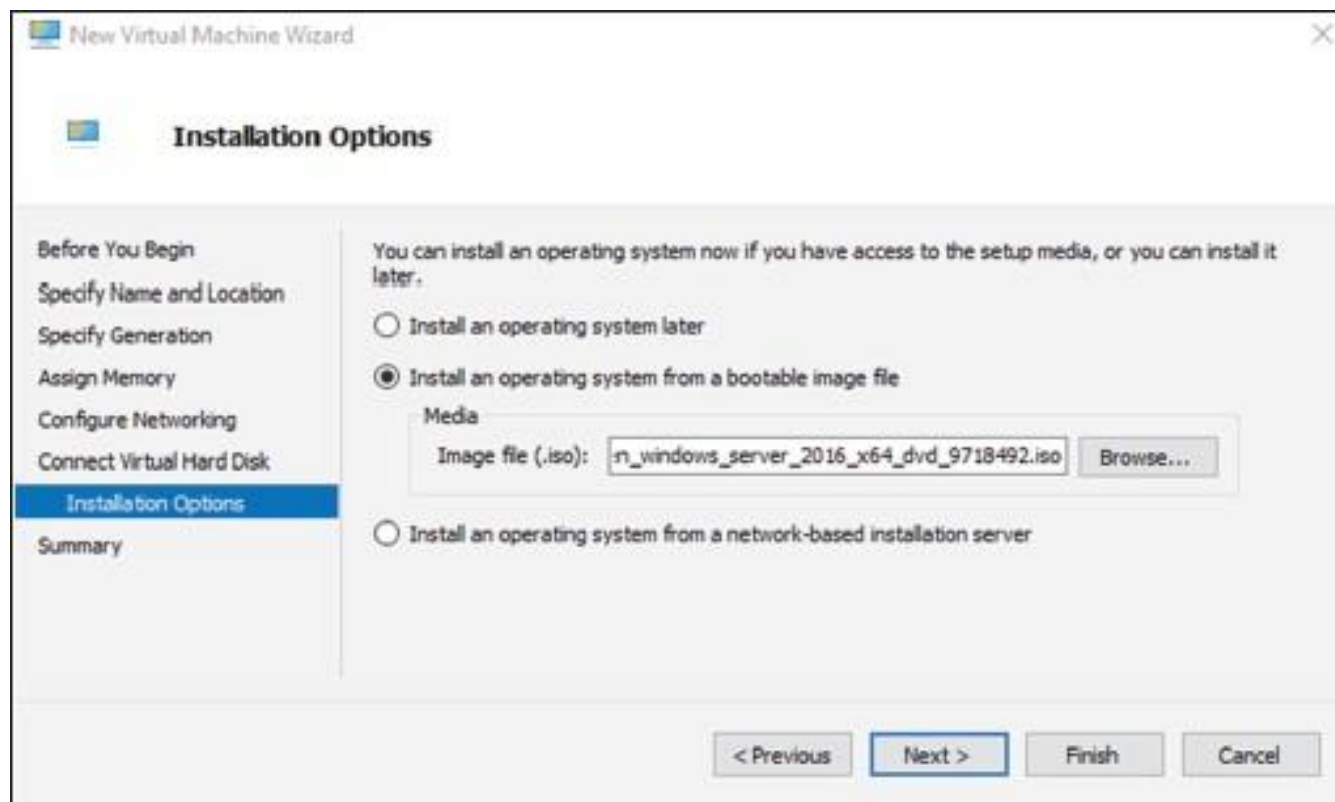 New Virtual Machine Wizard
Installation Options
Before You Begin
Specify Name and Location
Specify Generation
Assign Memory
Configure Networking
Connect Virtual Hard Disk
Installation Options
Summary
You can install an operating system now if you have access to the setup media, or you can install it
later.
Install an operating system later
Install an operating system from a bootable image file
Media
Image file (.iso): :n_windows_server_2016_x64_dvd_9718492.iso Browse...
Install an operating system from a network-based installation server
< Previous Next > Finish Cancel